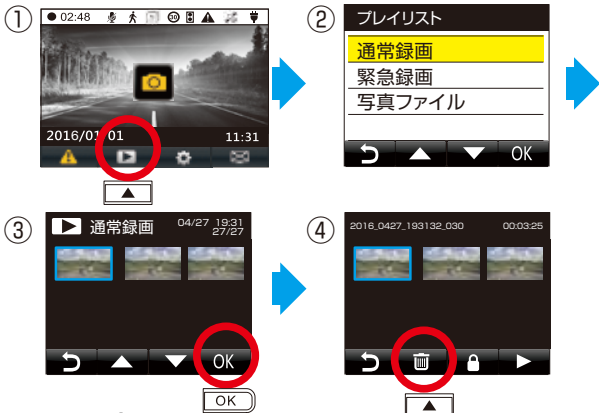 ①
● 02:48
30
2016/01/01 11:31
②
プレイリスト
通常録画
緊急録画
写真ファイル
OK
③
通常録画 04/27 19:31
27/27
OK
OK
④
2016_0427_193132_030 00:03:25